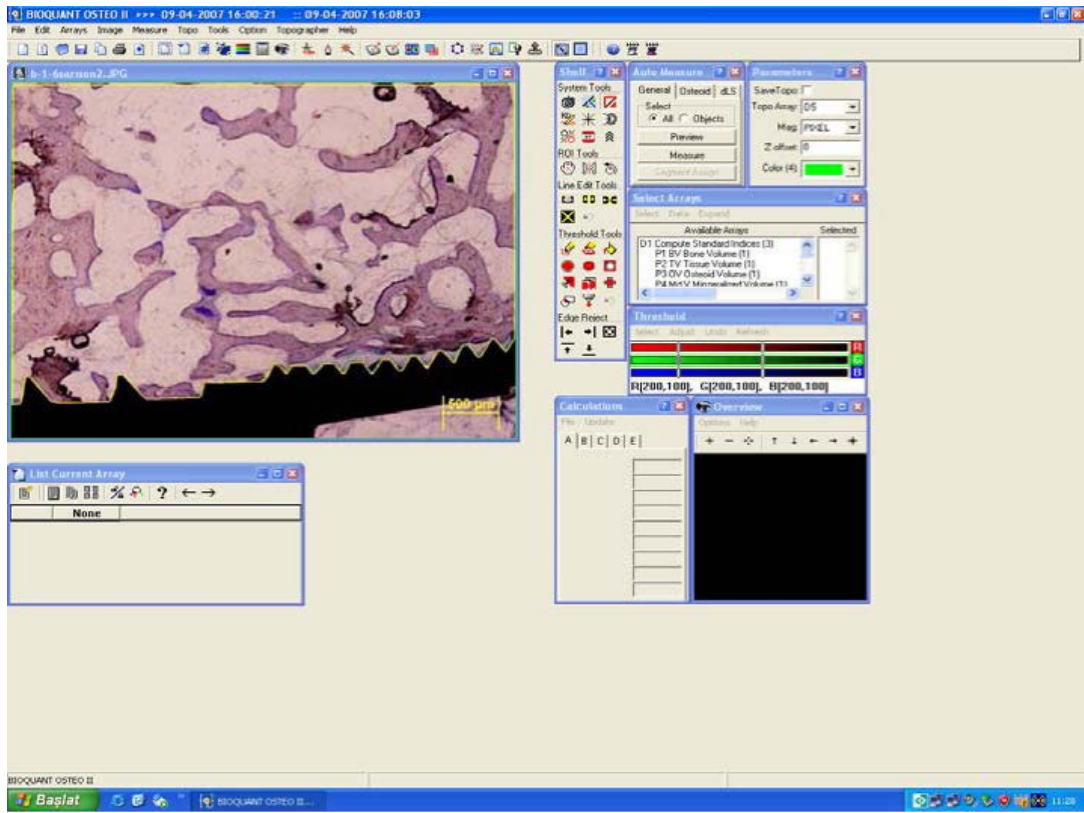 BIOQUANT OSTEO II >>> 09-04-2007 16:00:21 :: 09-04-2007 16:08:03
File Edit Arrays Image Measure Topo Tools Option Topographer Help
500 µm
List Current Array
None
Shell
System Tools
ROI Tools
Line Edit Tools
Threshold Tools
Edge Reject
Auto Measure
General Osteoid dLS
Select
All Objects
Preview
Measure
Segment Assign
Parameters
SaveTopo:
Topo Array: D5
Mag: PIXEL
Z offset: 0
Color (4):
Select Arrays
Select Data Expand
Available Arrays Selected
D1 Compute Standard Indices (3)
P1 BV Bone Volume (1)
P2 TV Tissue Volume (1)
P3 OV Osteoid Volume (1)
P4 Md.V Mineralized Volume (1)
Threshold
Select Adjust Undo Refresh
R
G
B
R[200,100], G[200,100], B[200,100]
Calculations
File Update
A B C D E
Overview
Options Help
BIOQUANT OSTEO II
Başlat
BIOQUANT OSTEO II...
11:28